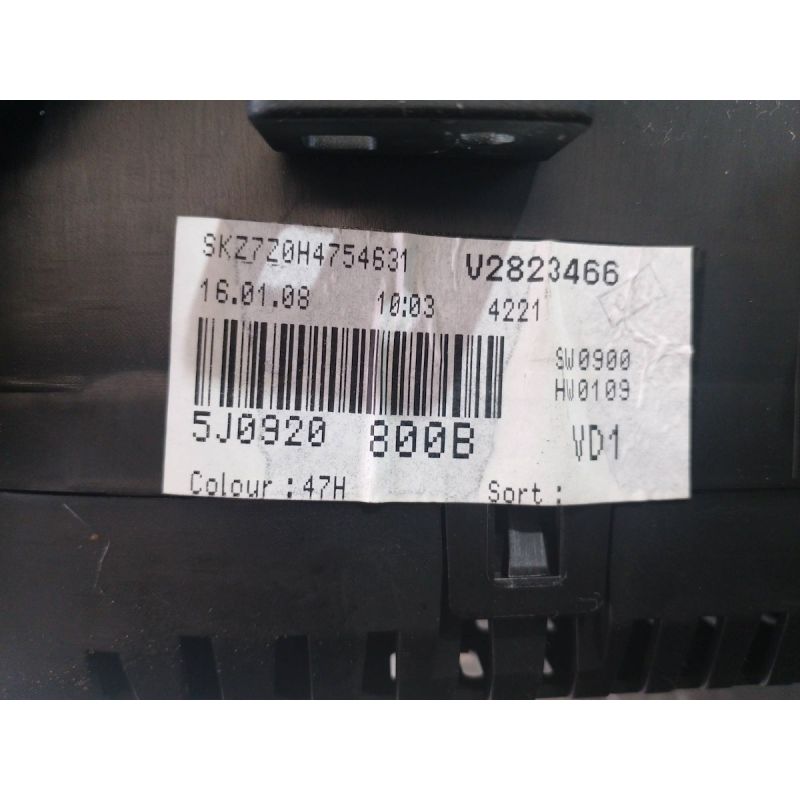 SKZ7Z0H4754631 V2823466
16.01.08 10:03 4221
SW0900
HW0109
5J0920 800B VD1
Colour : 47H Sort :